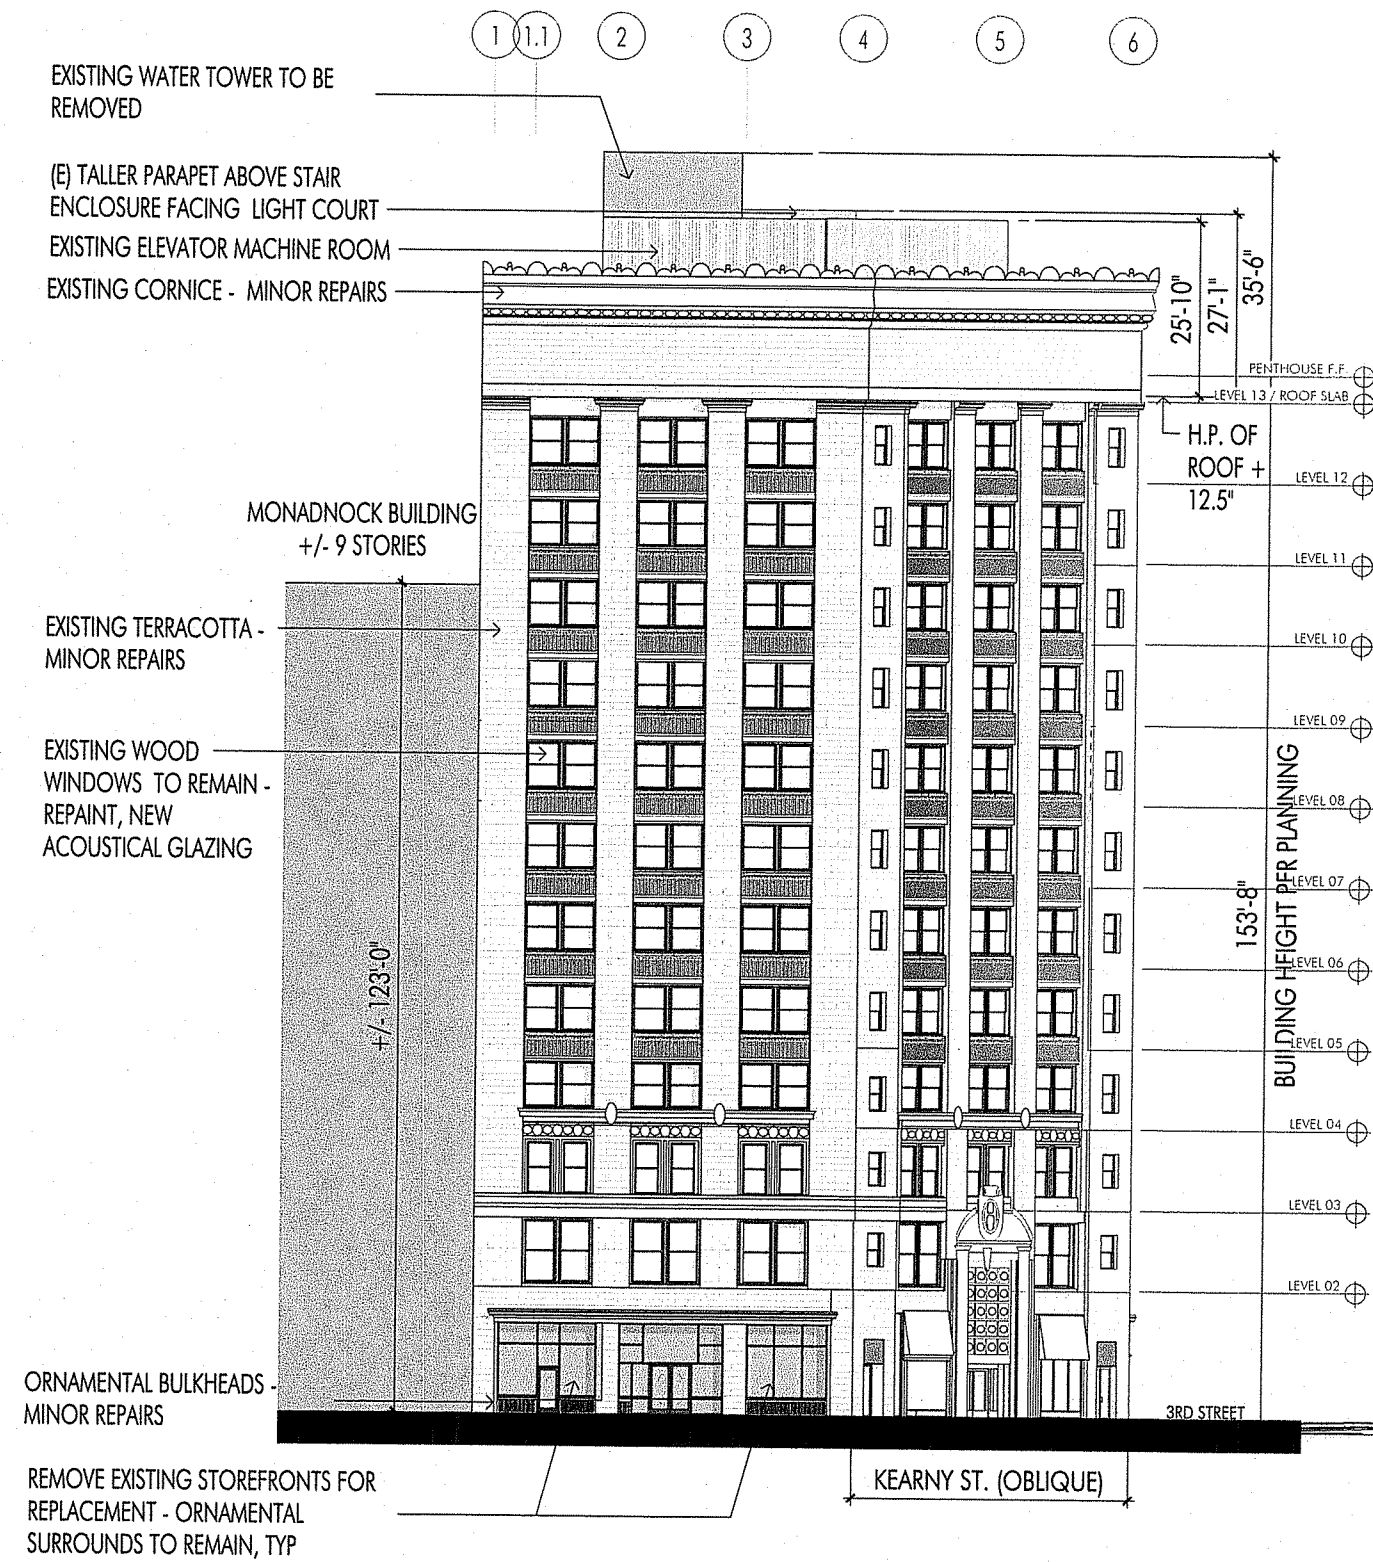 1 1.1 2 3 4 5 6
EXISTING WATER TOWER TO BE
REMOVED
(E) TALLER PARAPET ABOVE STAIR
ENCLOSURE FACING LIGHT COURT
EXISTING ELEVATOR MACHINE ROOM
EXISTING CORNICE - MINOR REPAIRS
25'-10"
27'-1"
35'-6"
PENTHOUSE F.F.
LEVEL 13 / ROOF SLAB
H.P. OF
ROOF +
12.5"
LEVEL 12
MONADNOCK BUILDING
+/- 9 STORIES
LEVEL 11
EXISTING TERRACOTTA -
MINOR REPAIRS
LEVEL 10
LEVEL 09
EXISTING WOOD
WINDOWS TO REMAIN -
REPAINT, NEW
ACOUSTICAL GLAZING
LEVEL 08
LEVEL 07
153'-8"
BUILDING HEIGHT PER PLANNING
LEVEL 06
+/- 123'-0"
LEVEL 05
LEVEL 04
LEVEL 03
LEVEL 02
ORNAMENTAL BULKHEADS -
MINOR REPAIRS
3RD STREET
REMOVE EXISTING STOREFRONTS FOR
REPLACEMENT - ORNAMENTAL
SURROUNDS TO REMAIN, TYP
KEARNY ST. (OBLIQUE)